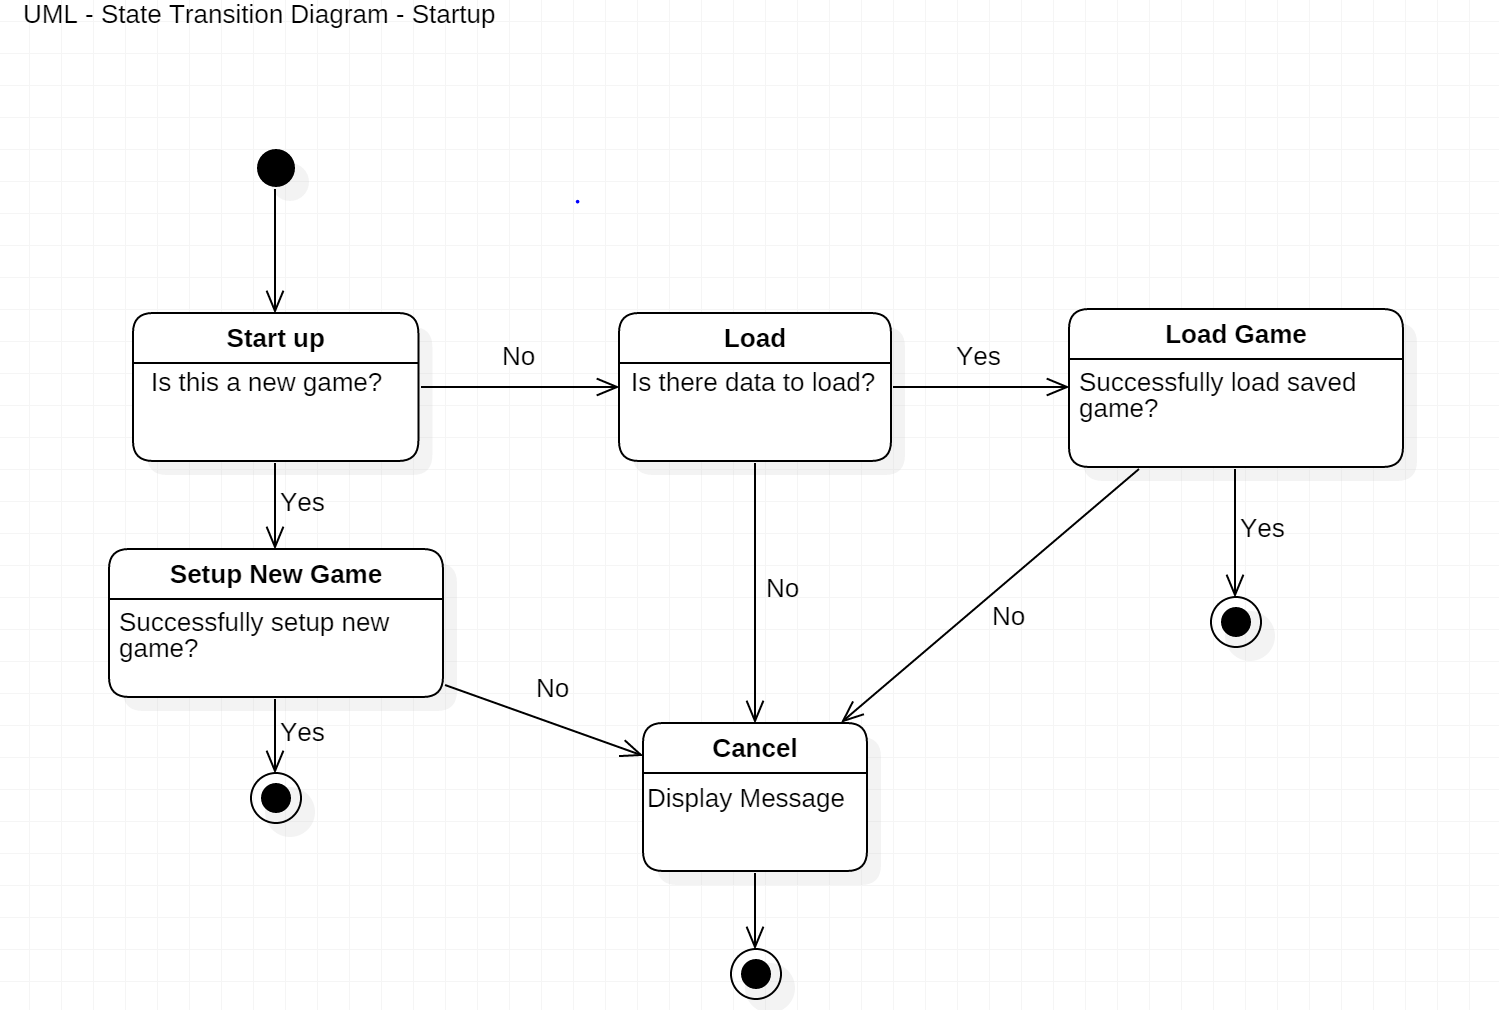 UML - State Transition Diagram - Startup
Start up
Is this a new game?
No
Load
Is there data to load?
Yes
Load Game
Successfully load saved
game?
Yes
Setup New Game
Successfully setup new
game?
Yes
No
No
No
Yes
Cancel
Display Message